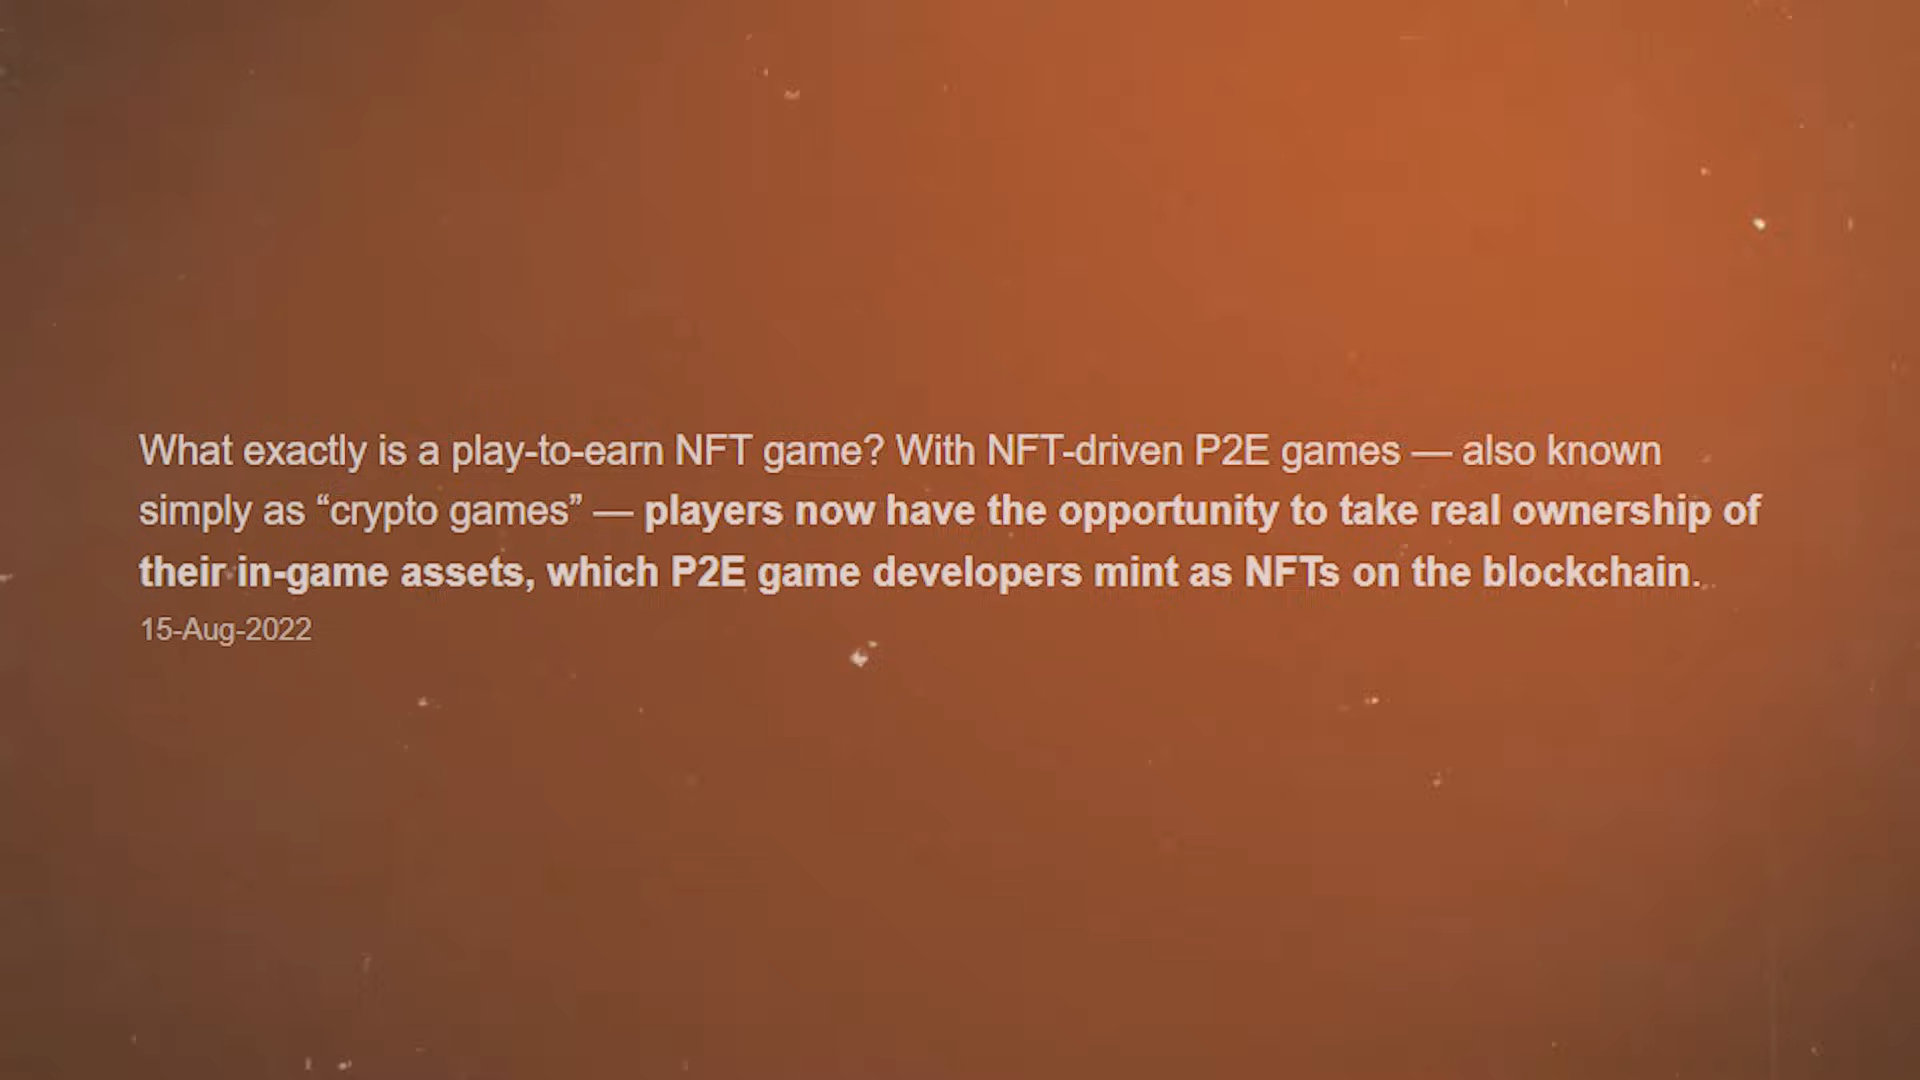 What exactly is a play-to-earn NFT game? With NFT-driven P2E games — also known
simply as “crypto games” — players now have the opportunity to take real ownership of
their in-game assets, which P2E game developers mint as NFTs on the blockchain.
15-Aug-2022